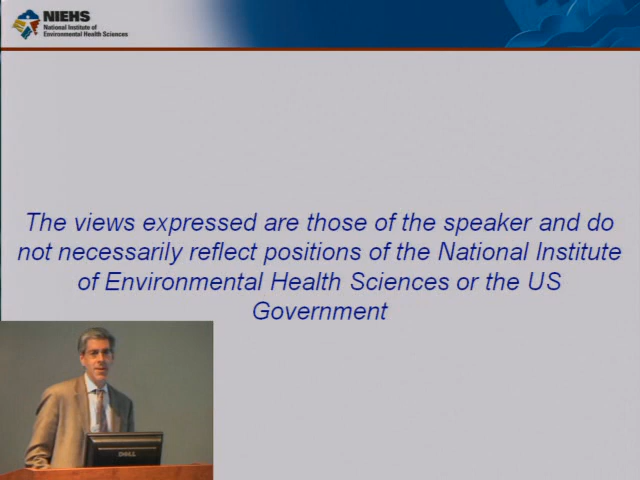 NIEHS
National Institute of
Environmental Health Sciences
The views expressed are those of the speaker and do
not necessarily reflect positions of the National Institute
of Environmental Health Sciences or the US
Government
DELL